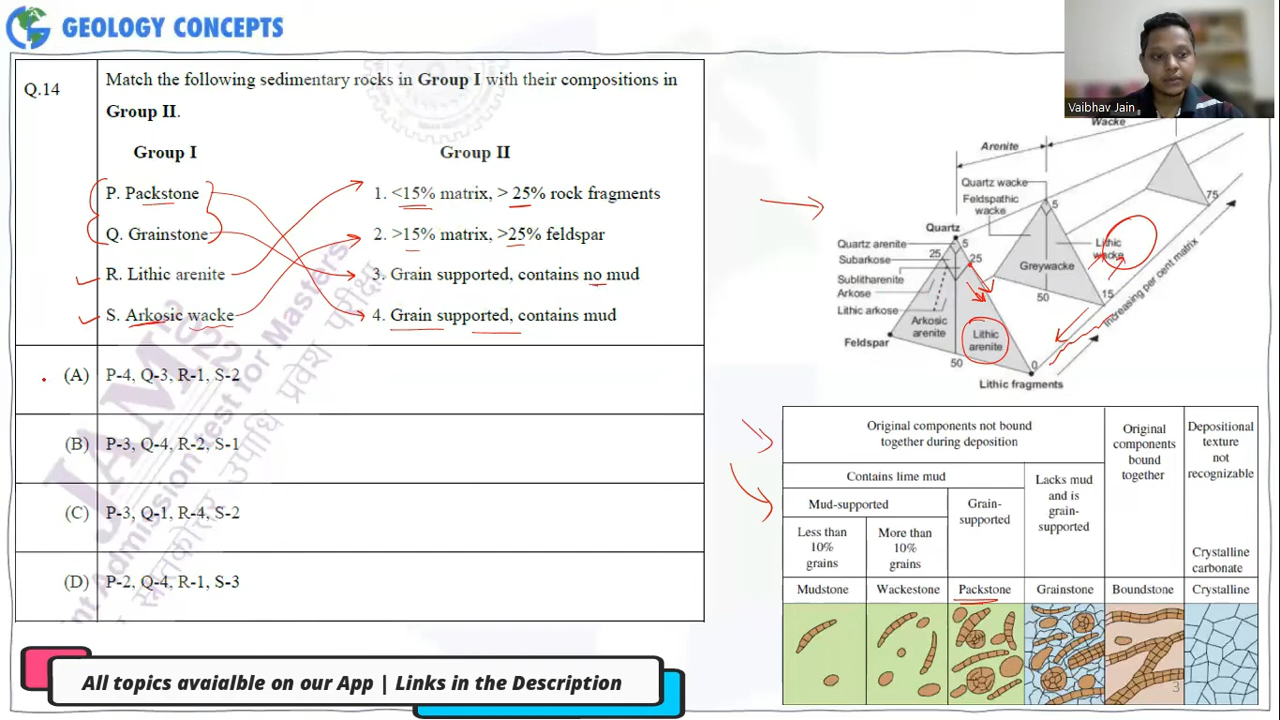 GEOLOGY CONCEPTS
Vaibhav Jain
Q.14
Match the following sedimentary rocks in Group I with their compositions in
Group II.
Group I
Group II
P. Packstone
1. <15% matrix, > 25% rock fragments
Q. Grainstone
2. >15% matrix, >25% feldspar
R. Lithic arenite
3. Grain supported, contains no mud
S. Arkosic wacke
4. Grain supported, contains mud
(A) P-4, Q-3, R-1, S-2
(B) P-3, Q-4, R-2, S-1
(C) P-3, Q-1, R-4, S-2
(D) P-2, Q-4, R-1, S-3
Wacke
Arenite
Quartz wacke
Feldspathic
wacke
5
75
Quartz
Quartz arenite
5
Lithic
wacke
Subarkose
25
25
Greywacke
Sublitharenite
Arkose
50
15
Lithic arkose
Increasing per cent matrix
Arkosic
arenite
Lithic
arenite
Feldspar
50
0
Lithic fragments
Original components not bound
together during deposition
Original
components
bound
together
Depositional
texture
not
recognizable
Contains lime mud
Lacks mud
and is
grain-
supported
Mud-supported
Grain-
supported
Less than
10%
grains
More than
10%
grains
Crystalline
carbonate
Mudstone
Wackestone
Packstone
Grainstone
Boundstone
Crystalline
3
All topics avaialble on our App | Links in the Description